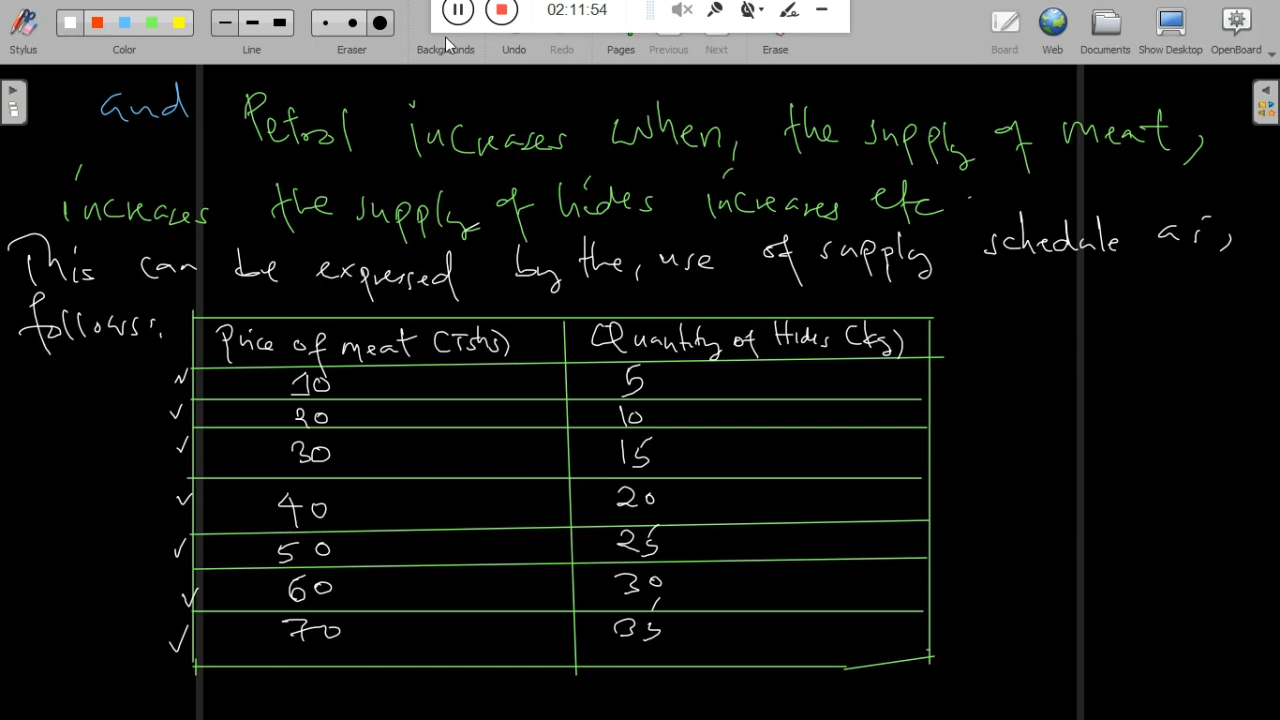 02:11:54
Stylus Color Line Eraser Backgrounds Undo Redo Pages Previous Next Erase Board Web Documents Show Desktop OpenBoard
and Petrol increases when, the supply of meat,
increases the supply of hides increases etc.
This can be expressed by the, use of supply schedule as,
follows:
Price of meat (Tshs) Quantity of Hides (kg)
10 5
20 10
30 15
40 20
50 25
60 30
70 35